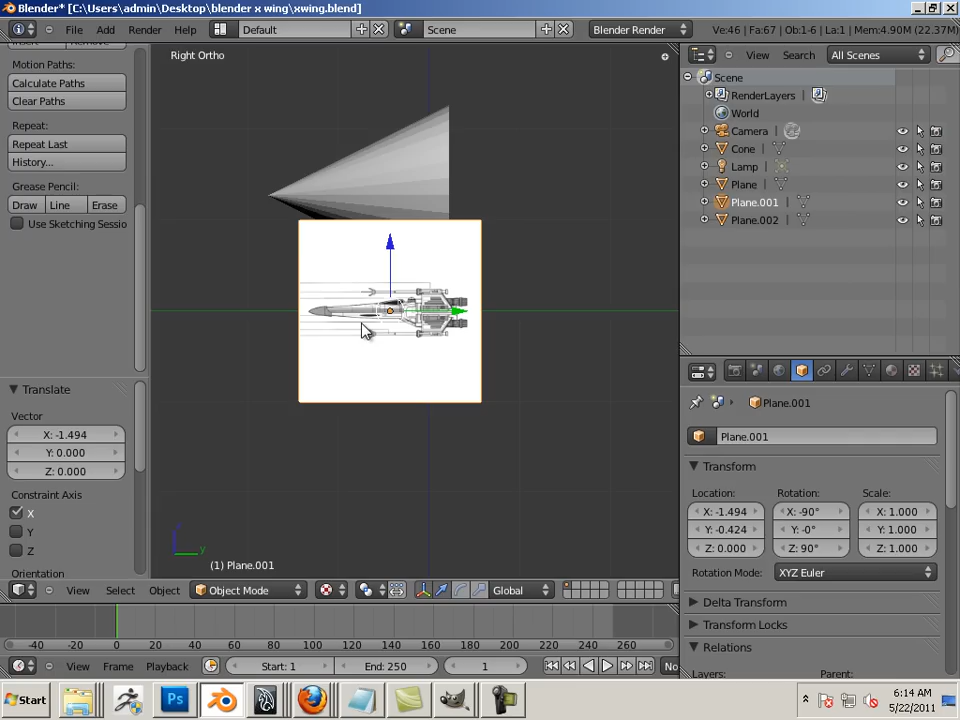 Blender* [C:\Users\admin\Desktop\blender x wing\xwing.blend]
File Add Render Help Default Scene Blender Render Ve:46 | Fa:67 | Ob:1-6 | La:1 | Mem:4.90M (22.37M)
Motion Paths:
Calculate Paths
Clear Paths
Repeat:
Repeat Last
History...
Grease Pencil:
Draw Line Erase
Use Sketching Sessio
Translate
Vector
X: -1.494
Y: 0.000
Z: 0.000
Constraint Axis
X
Y
Z
Orientation
Right Ortho
y
(1) Plane.001
View Select Object Object Mode Global
-40 -20 0 20 40 60 80 100 120 140 160 180 200 220 240 260
View Frame Playback Start: 1 End: 250 1 No
View Search All Scenes
Scene
RenderLayers |
World
Camera
Cone
Lamp
Plane
Plane.001
Plane.002
Plane.001
Plane.001
Transform
Location: Rotation: Scale:
X: -1.494 X: -90° X: 1.000
Y: -0.424 Y: -0° Y: 1.000
Z: 0.000 Z: 90° Z: 1.000
Rotation Mode: XYZ Euler
Delta Transform
Transform Locks
Relations
Layers: Parent:
Start Ps 6:14 AM
5/22/2011